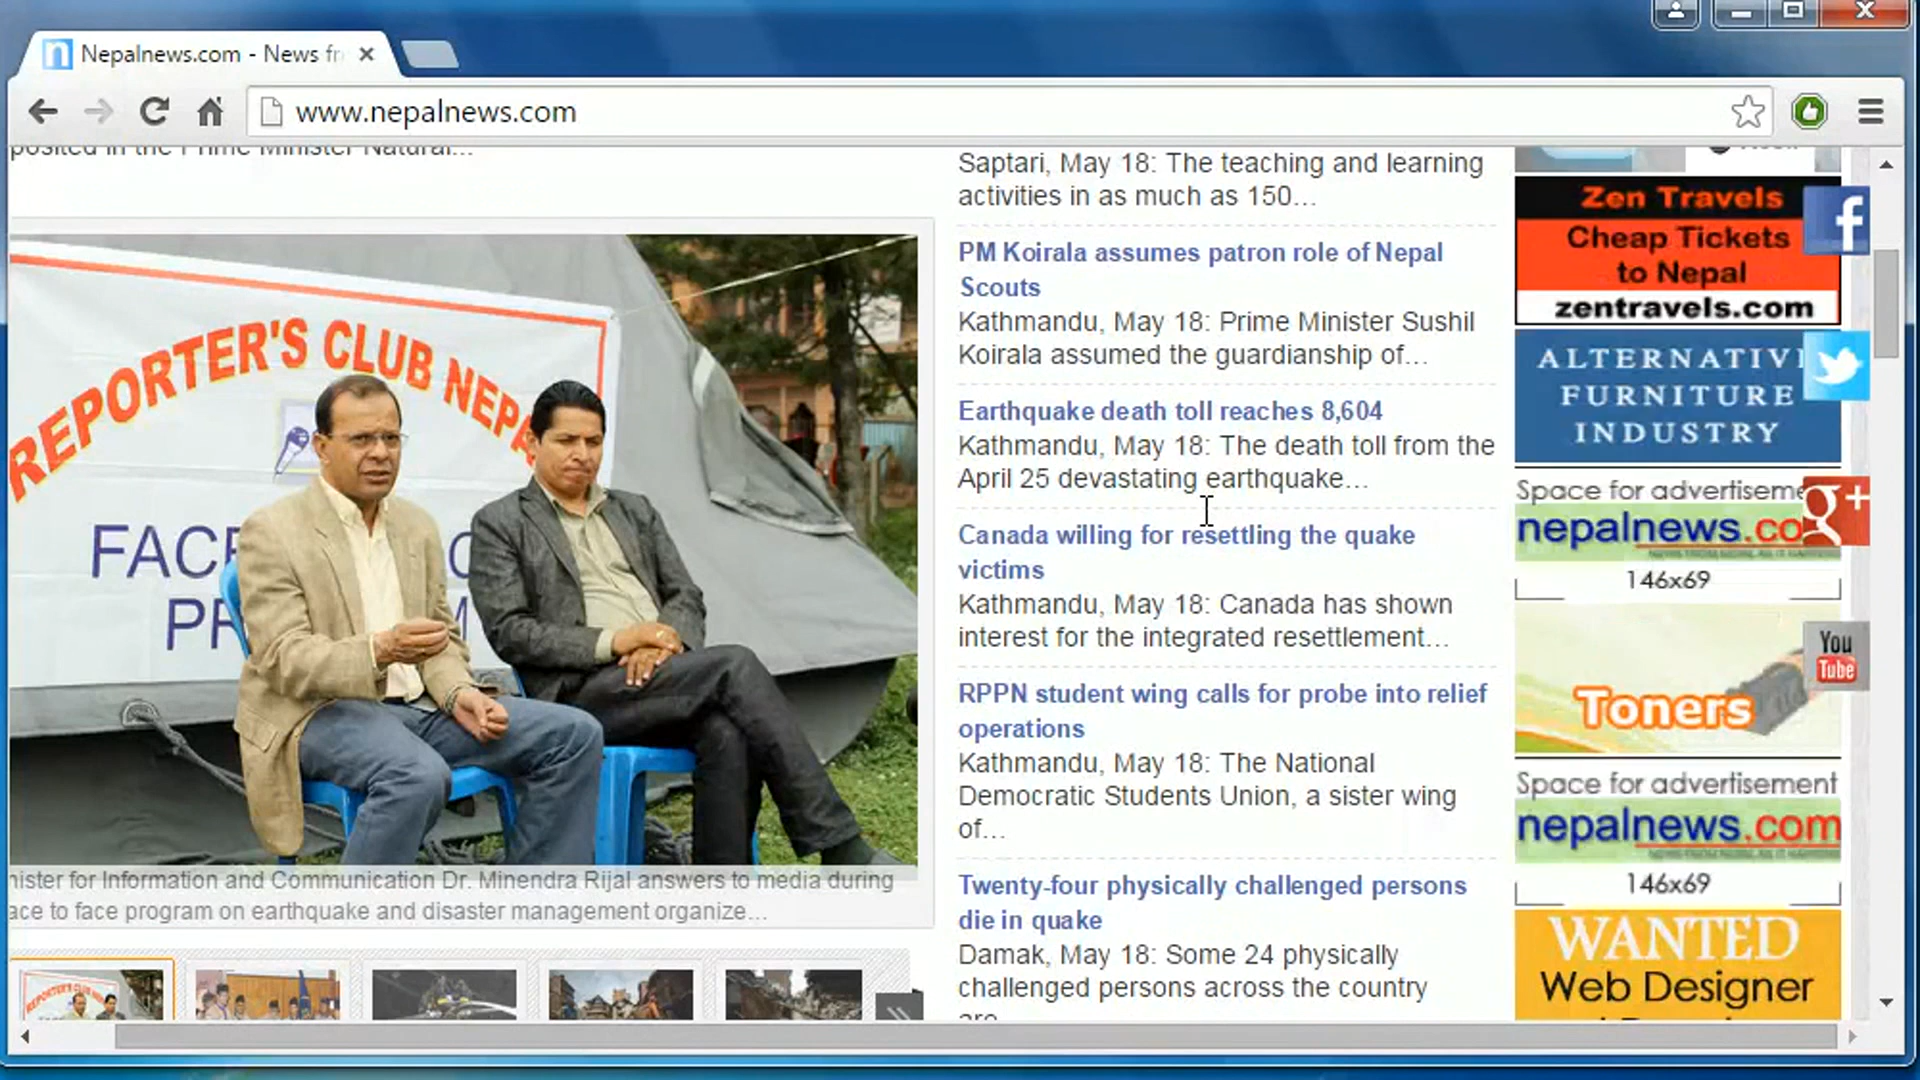 Nepalnews.com - News fr
www.nepalnews.com
posited in the Prime Minister Natural...
REPORTER'S CLUB NEPA
FAC
PR
M
nister for Information and Communication Dr. Minendra Rijal answers to media during
ace to face program on earthquake and disaster management organize...
Saptari, May 18: The teaching and learning
activities in as much as 150...
PM Koirala assumes patron role of Nepal
Scouts
Kathmandu, May 18: Prime Minister Sushil
Koirala assumed the guardianship of...
Earthquake death toll reaches 8,604
Kathmandu, May 18: The death toll from the
April 25 devastating earthquake...
Canada willing for resettling the quake
victims
Kathmandu, May 18: Canada has shown
interest for the integrated resettlement...
RPPN student wing calls for probe into relief
operations
Kathmandu, May 18: The National
Democratic Students Union, a sister wing
of...
Twenty-four physically challenged persons
die in quake
Damak, May 18: Some 24 physically
challenged persons across the country
are...
Zen Travels
Cheap Tickets
to Nepal
zentravels.com
ALTERNATIV
FURNITURE
INDUSTRY
Space for advertiseme
nepalnews.co
146x69
Toners
Space for advertisement
nepalnews.com
146x69
WANTED
Web Designer
f
g+
You
Tube